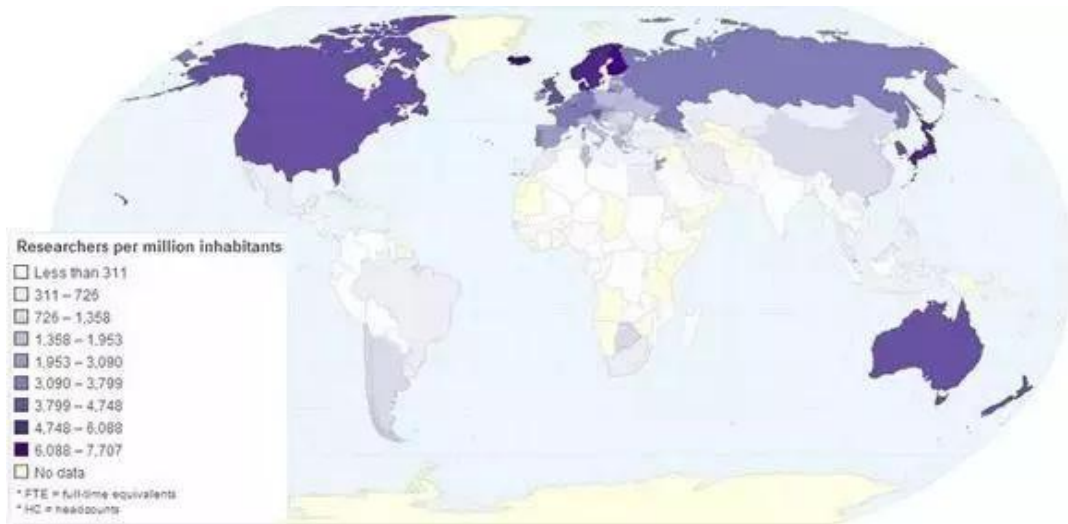 Researchers per million inhabitants
Less than 311
311 – 726
726 – 1,358
1,358 – 1,953
1,953 – 3,090
3,090 – 3,799
3,799 – 4,748
4,748 – 6,088
6,088 – 7,707
No data
* FTE = full-time equivalents
* HC = headcounts